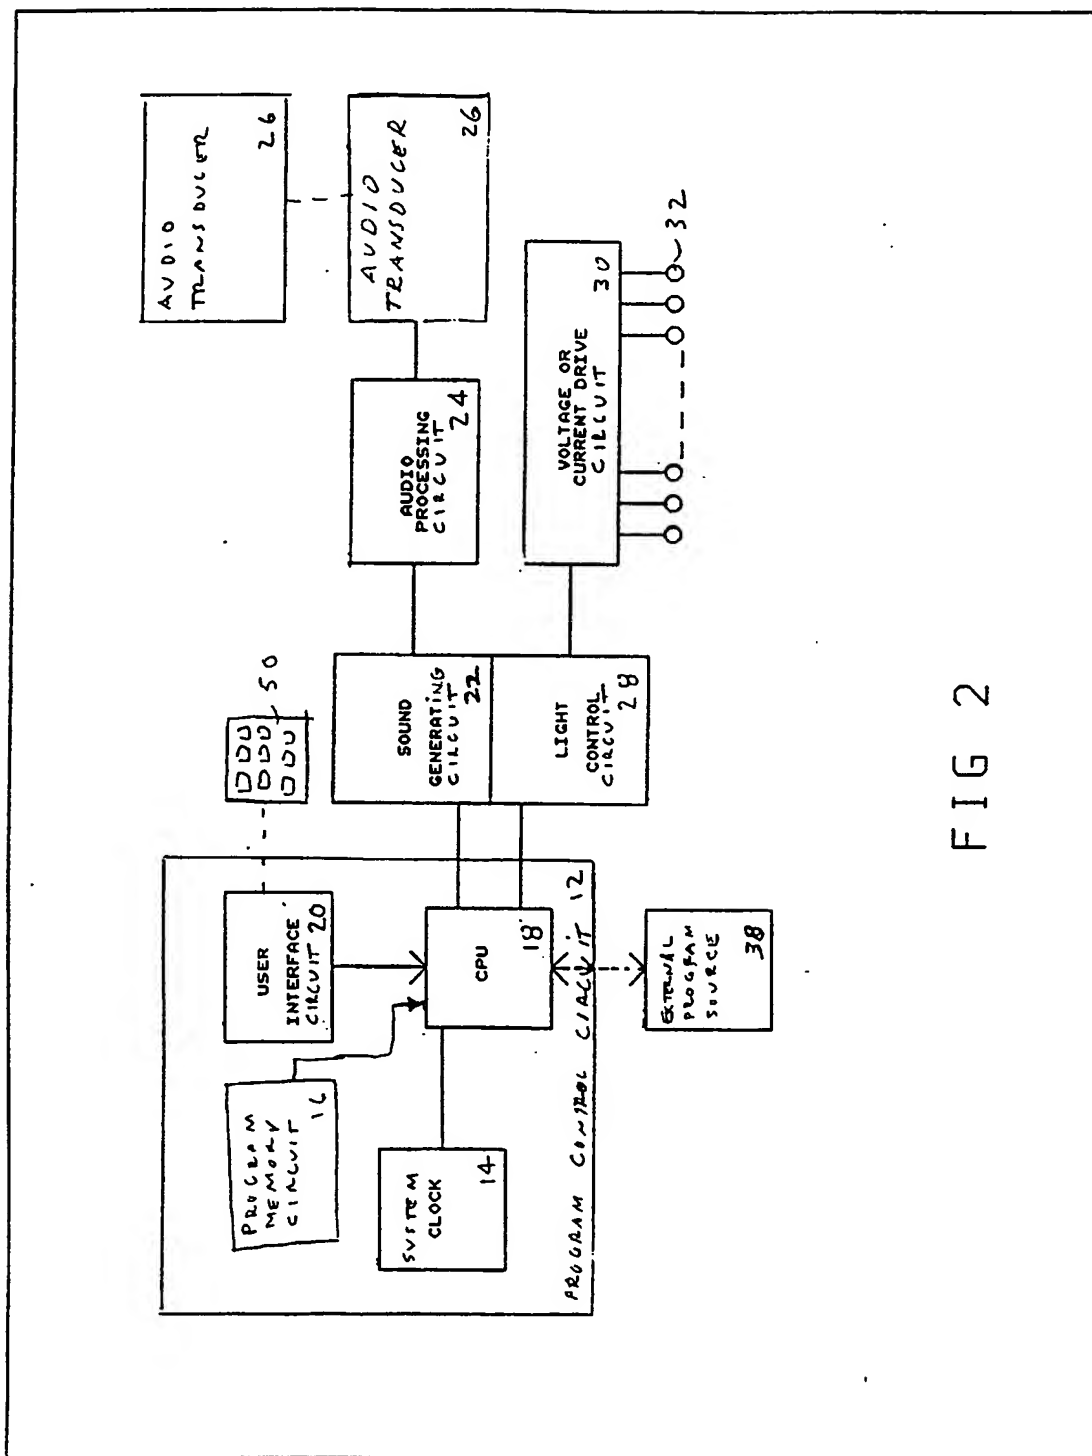 AUDIO
TRANSDUCER
26
AUDIO
TRANSDUCER
26
AUDIO
PROCESSING
CIRCUIT
24
VOLTAGE OR
CURRENT DRIVE
CIRCUIT
30
32
50
SOUND
GENERATING
CIRCUIT
22
LIGHT
CONTROL
CIRCUIT
28
USER
INTERFACE
CIRCUIT 20
CPU
18
PROGRAM
MEMORY
CIRCUIT
16
SYSTEM
CLOCK
14
PROGRAM CONTROL CIRCUIT 12
EXTERNAL
PROGRAM
SOURCE
38
FIG 2